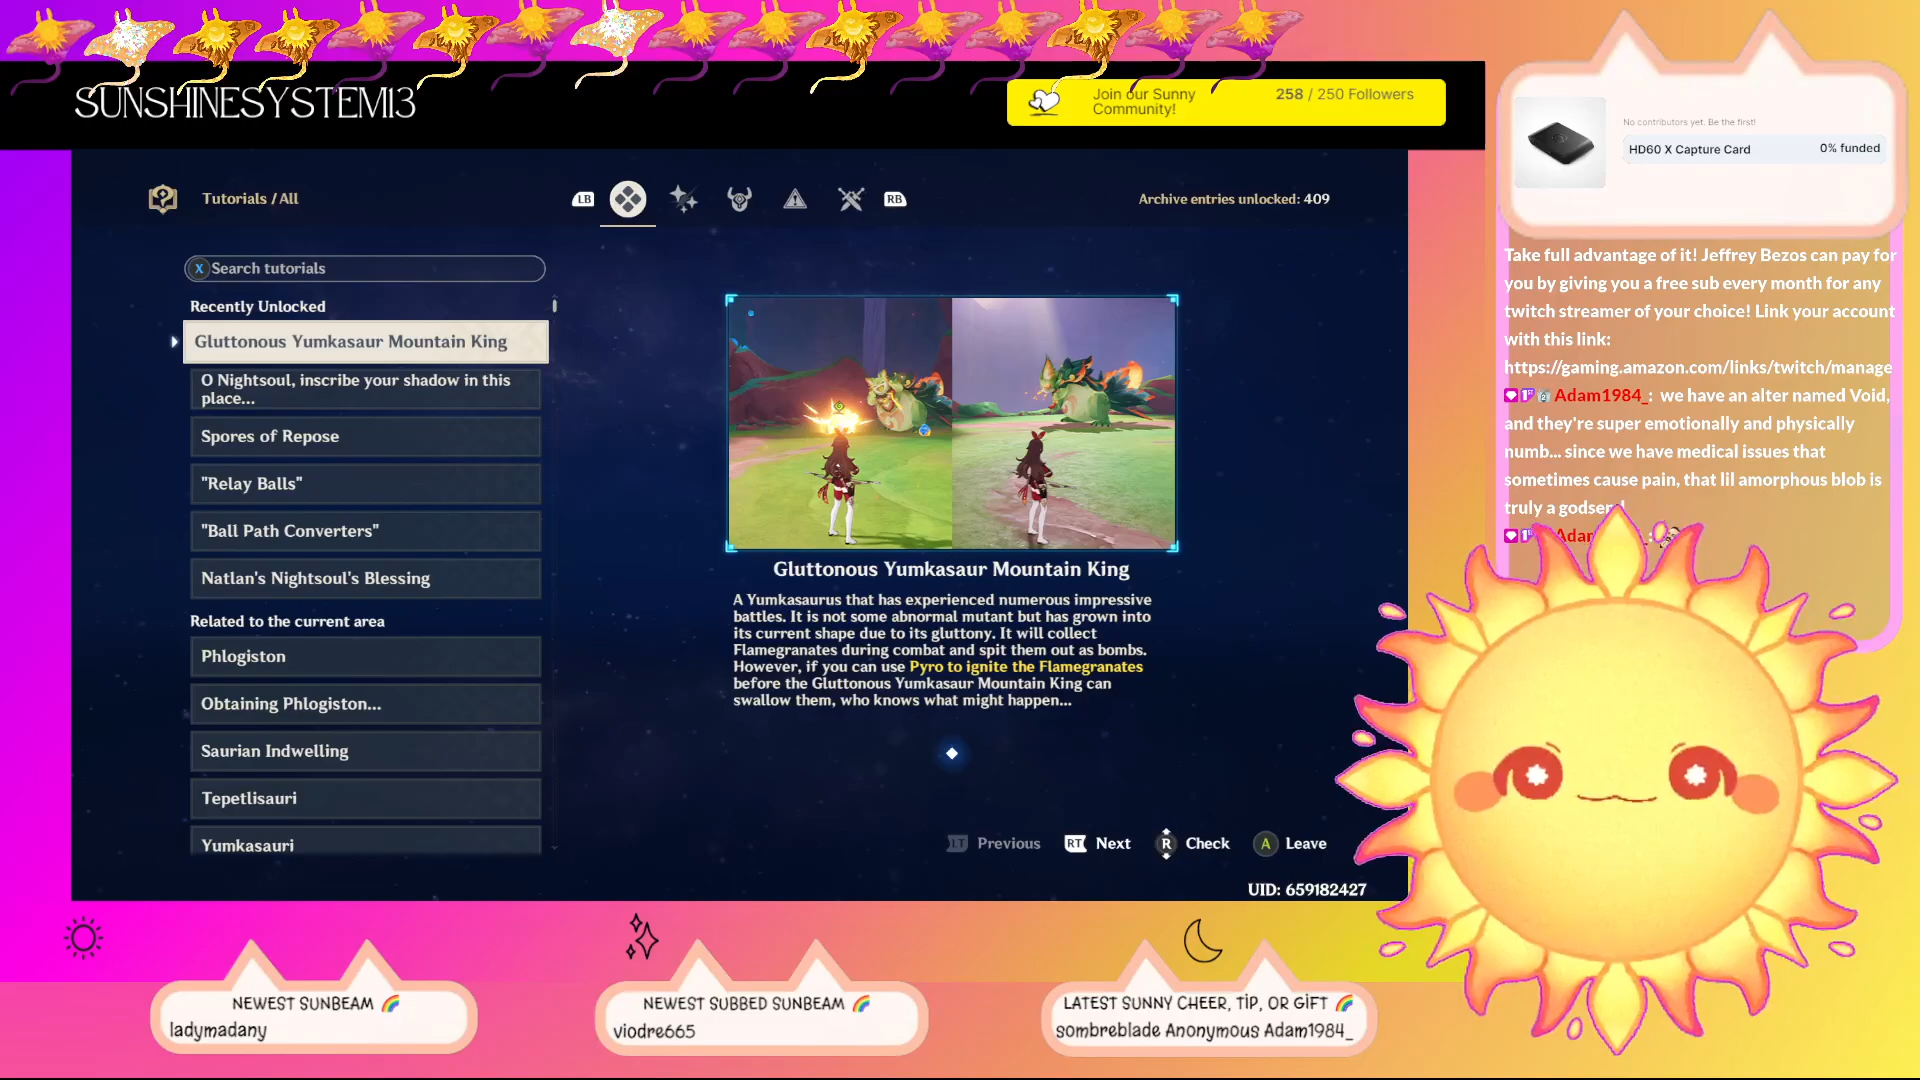 SUNSHINESYSTEM13
Join our Sunny
Community!
258 / 250 Followers
No contributors yet. Be the first!
HD60 X Capture Card
0% funded
Tutorials / All
LB
RB
Archive entries unlocked: 409
X Search tutorials
Recently Unlocked
Gluttonous Yumkasaur Mountain King
O Nightsoul, inscribe your shadow in this
place...
Spores of Repose
"Relay Balls"
"Ball Path Converters"
Natlan's Nightsoul's Blessing
Related to the current area
Phlogiston
Obtaining Phlogiston...
Saurian Indwelling
Tepetlisauri
Yumkasauri
Gluttonous Yumkasaur Mountain King
A Yumkasaurus that has experienced numerous impressive
battles. It is not some abnormal mutant but has grown into
its current shape due to its gluttony. It will collect
Flamegranates during combat and spit them out as bombs.
However, if you can use Pyro to ignite the Flamegranates
before the Gluttonous Yumkasaur Mountain King can
swallow them, who knows what might happen...
LT Previous
RT Next
R Check
A Leave
UID: 659182427
Take full advantage of it! Jeffrey Bezos can pay for
you by giving you a free sub every month for any
twitch streamer of your choice! Link your account
with this link:
https://gaming.amazon.com/links/twitch/manage
Adam1984_: we have an alter named Void,
and they're super emotionally and physically
numb... since we have medical issues that
sometimes cause pain, that lil amorphous blob is
truly a
NEWEST SUNBEAM 🌈
ladymadany
NEWEST SUBBED SUNBEAM 🌈
viodre665
LATEST SUNNY CHEER, TIP, OR GIFT 🌈
sombreblade Anonymous Adam1984_